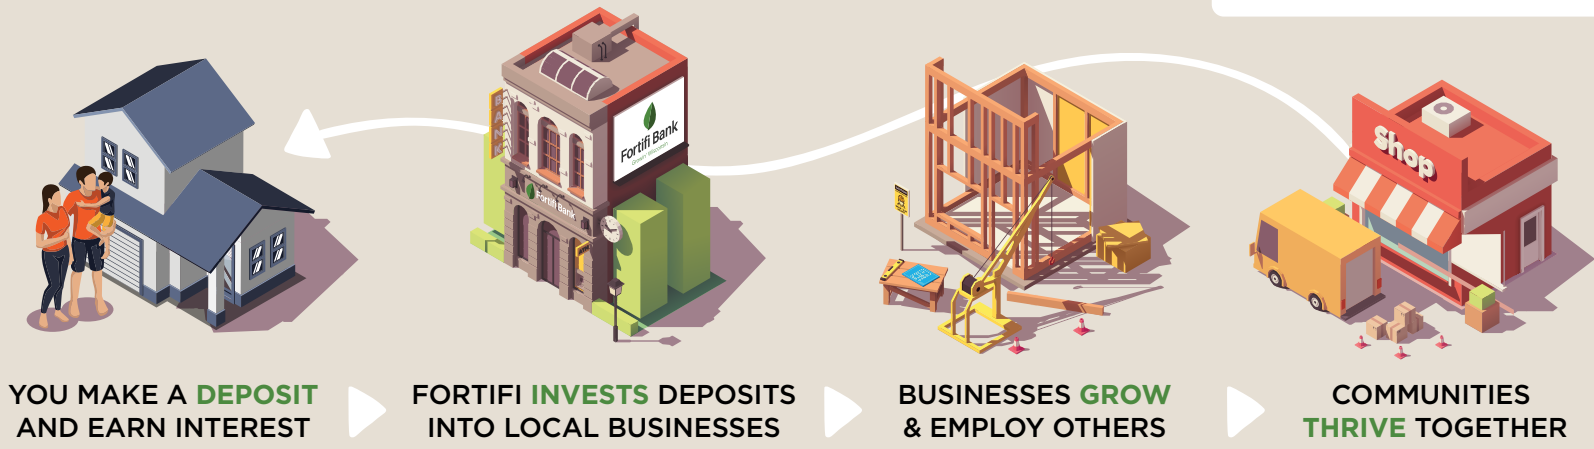 BANK
Fortifi Bank
Fortifi Bank
Shop
YOU MAKE A DEPOSIT
AND EARN INTEREST
FORTIFI INVESTS DEPOSITS
INTO LOCAL BUSINESSES
BUSINESSES GROW
& EMPLOY OTHERS
COMMUNITIES
THRIVE TOGETHER